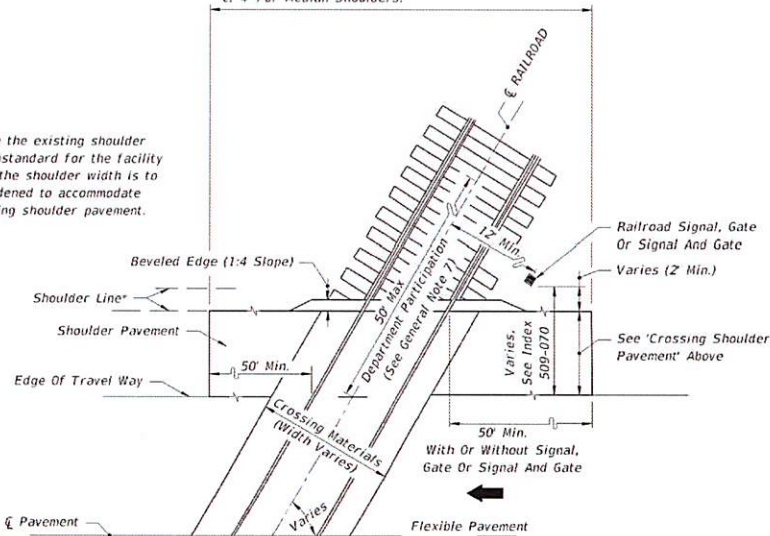 ℄ RAILROAD
the existing shoulder
standard for the facility
the shoulder width is to
dened to accommodate
ing shoulder pavement.
Beveled Edge (1:4 Slope)
Shoulder Line*
Shoulder Pavement
50' Min.
Edge Of Travel Way
50' Max
Department Participation
(See General Note 7)
12' Min.
Railroad Signal, Gate
Or Signal And Gate
Varies (2' Min.)
Varies,
See Index
509-070
See 'Crossing Shoulder
Pavement' Above
50' Min.
With Or Without Signal,
Gate Or Signal And Gate
Crossing Materials
(Width Varies)
Varies
℄ Pavement
Flexible Pavement